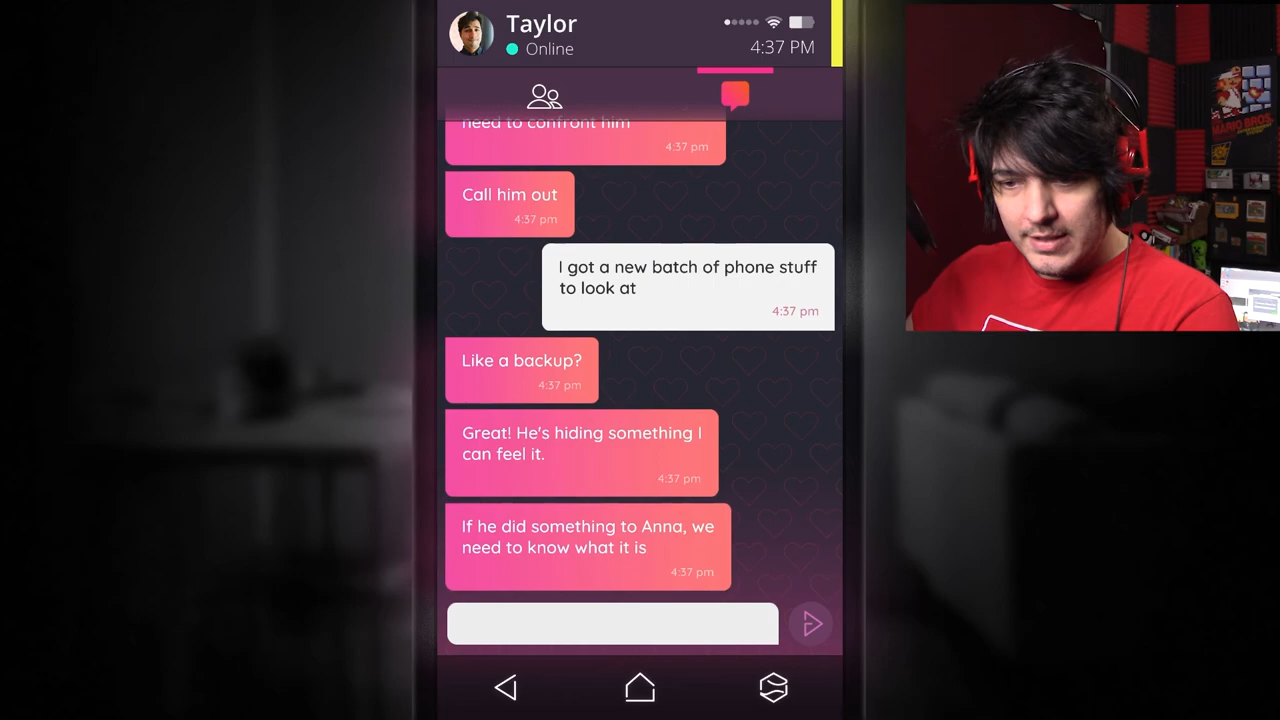 Taylor
Online
4:37 PM
need to confront him
4:37 pm
Call him out
4:37 pm
I got a new batch of phone stuff
to look at
4:37 pm
Like a backup?
4:37 pm
Great! He's hiding something I
can feel it.
4:37 pm
If he did something to Anna, we
need to know what it is
4:37 pm
MARIO BROS.